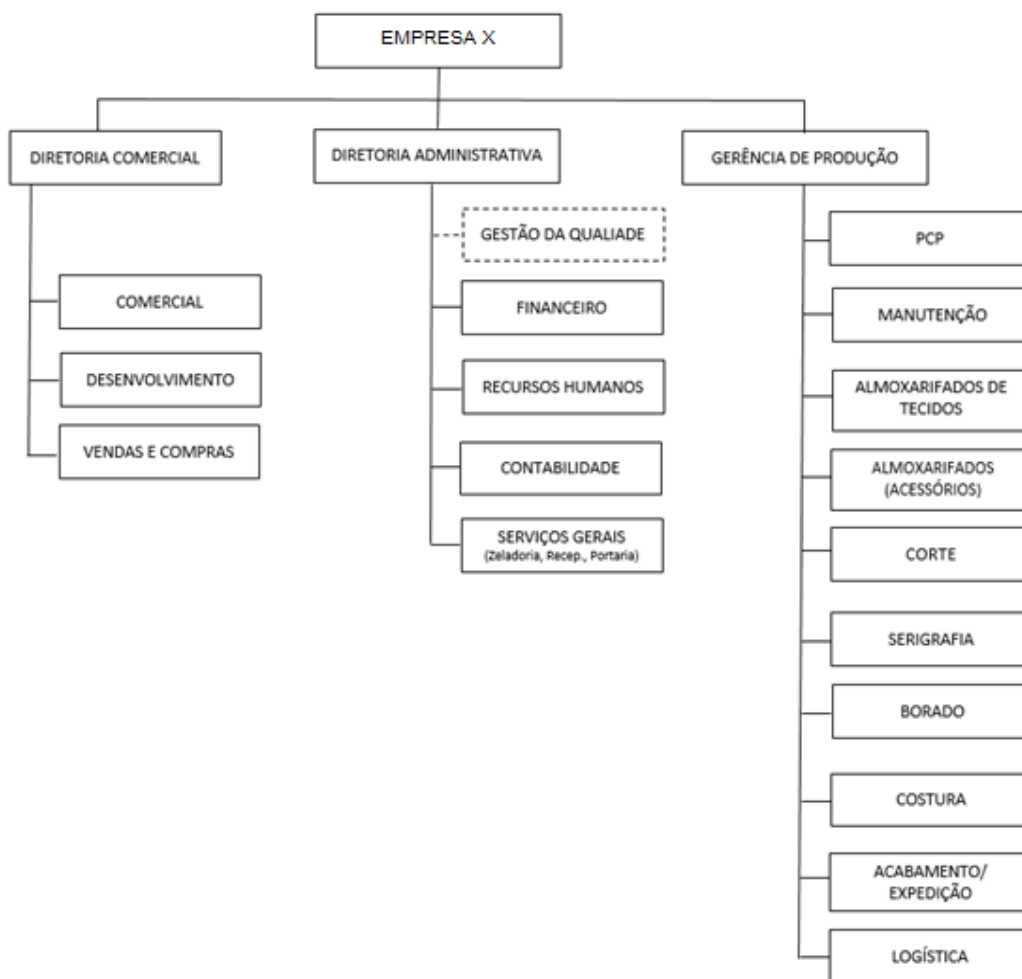 EMPRESA X
DIRETORIA COMERCIAL
DIRETORIA ADMINISTRATIVA
GERÊNCIA DE PRODUÇÃO
COMERCIAL
DESENVOLVIMENTO
VENDAS E COMPRAS
GESTÃO DA QUALIADE
FINANCEIRO
RECURSOS HUMANOS
CONTABILIDADE
SERVIÇOS GERAIS
(Zeladoria, Recep., Portaria)
PCP
MANUTENÇÃO
ALMOXARIFADOS DE
TECIDOS
ALMOXARIFADOS
(ACESSÓRIOS)
CORTE
SERIGRAFIA
BORADO
COSTURA
ACABAMENTO/
EXPEDIÇÃO
LOGÍSTICA